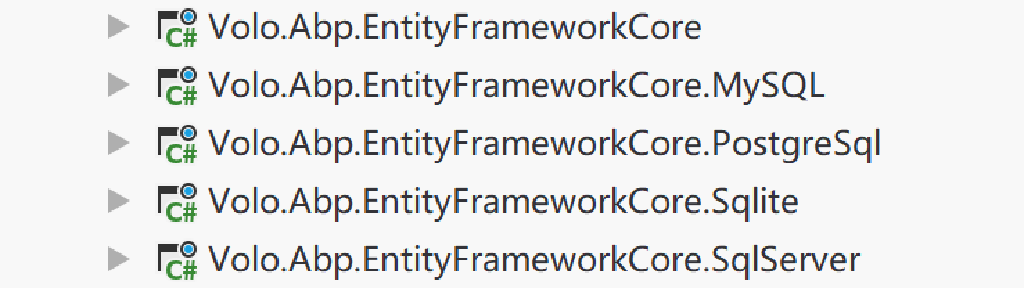 C# Volo.Abp.EntityFrameworkCore
C# Volo.Abp.EntityFrameworkCore.MySQL
C# Volo.Abp.EntityFrameworkCore.PostgreSql
C# Volo.Abp.EntityFrameworkCore.Sqlite
C# Volo.Abp.EntityFrameworkCore.SqlServer